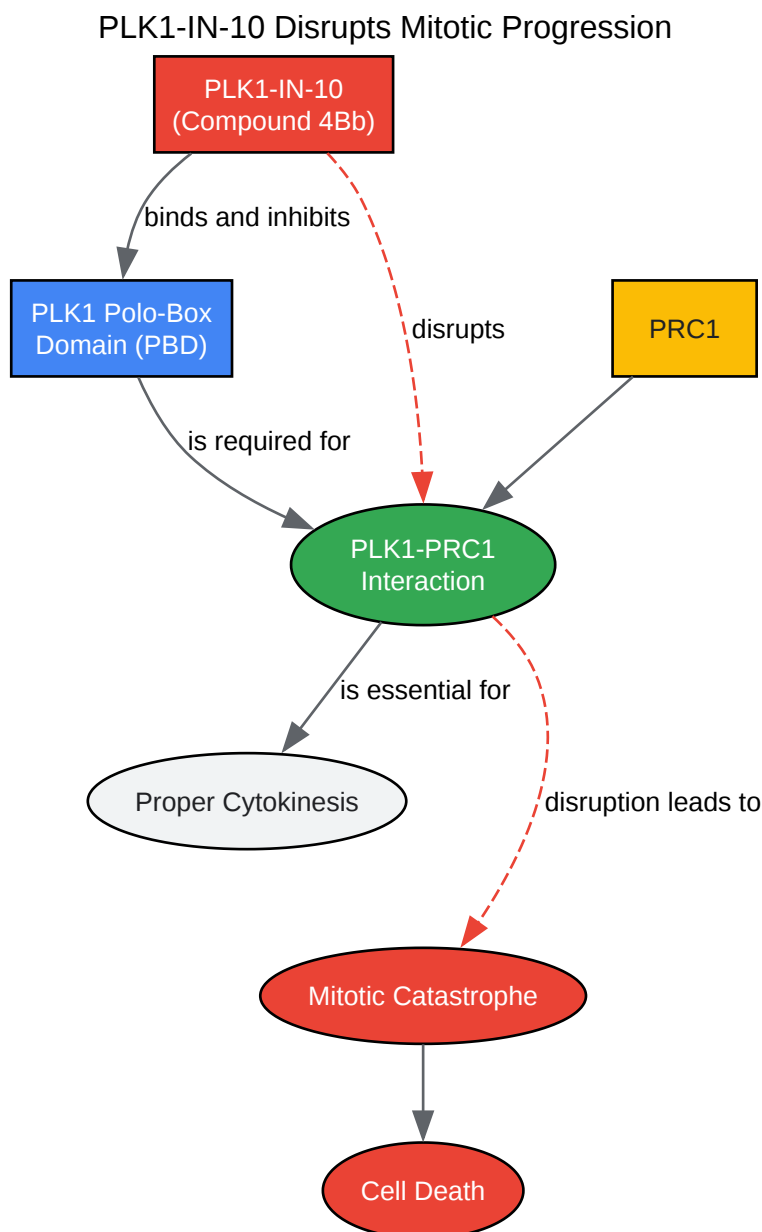 PLK1-IN-10 Disrupts Mitotic Progression
PLK1-IN-10
(Compound 4Bb)
binds and inhibits
PLK1 Polo-Box
Domain (PBD)
disrupts
PRC1
is required for
PLK1-PRC1
Interaction
is essential for
Proper Cytokinesis
disruption leads to
Mitotic Catastrophe
Cell Death